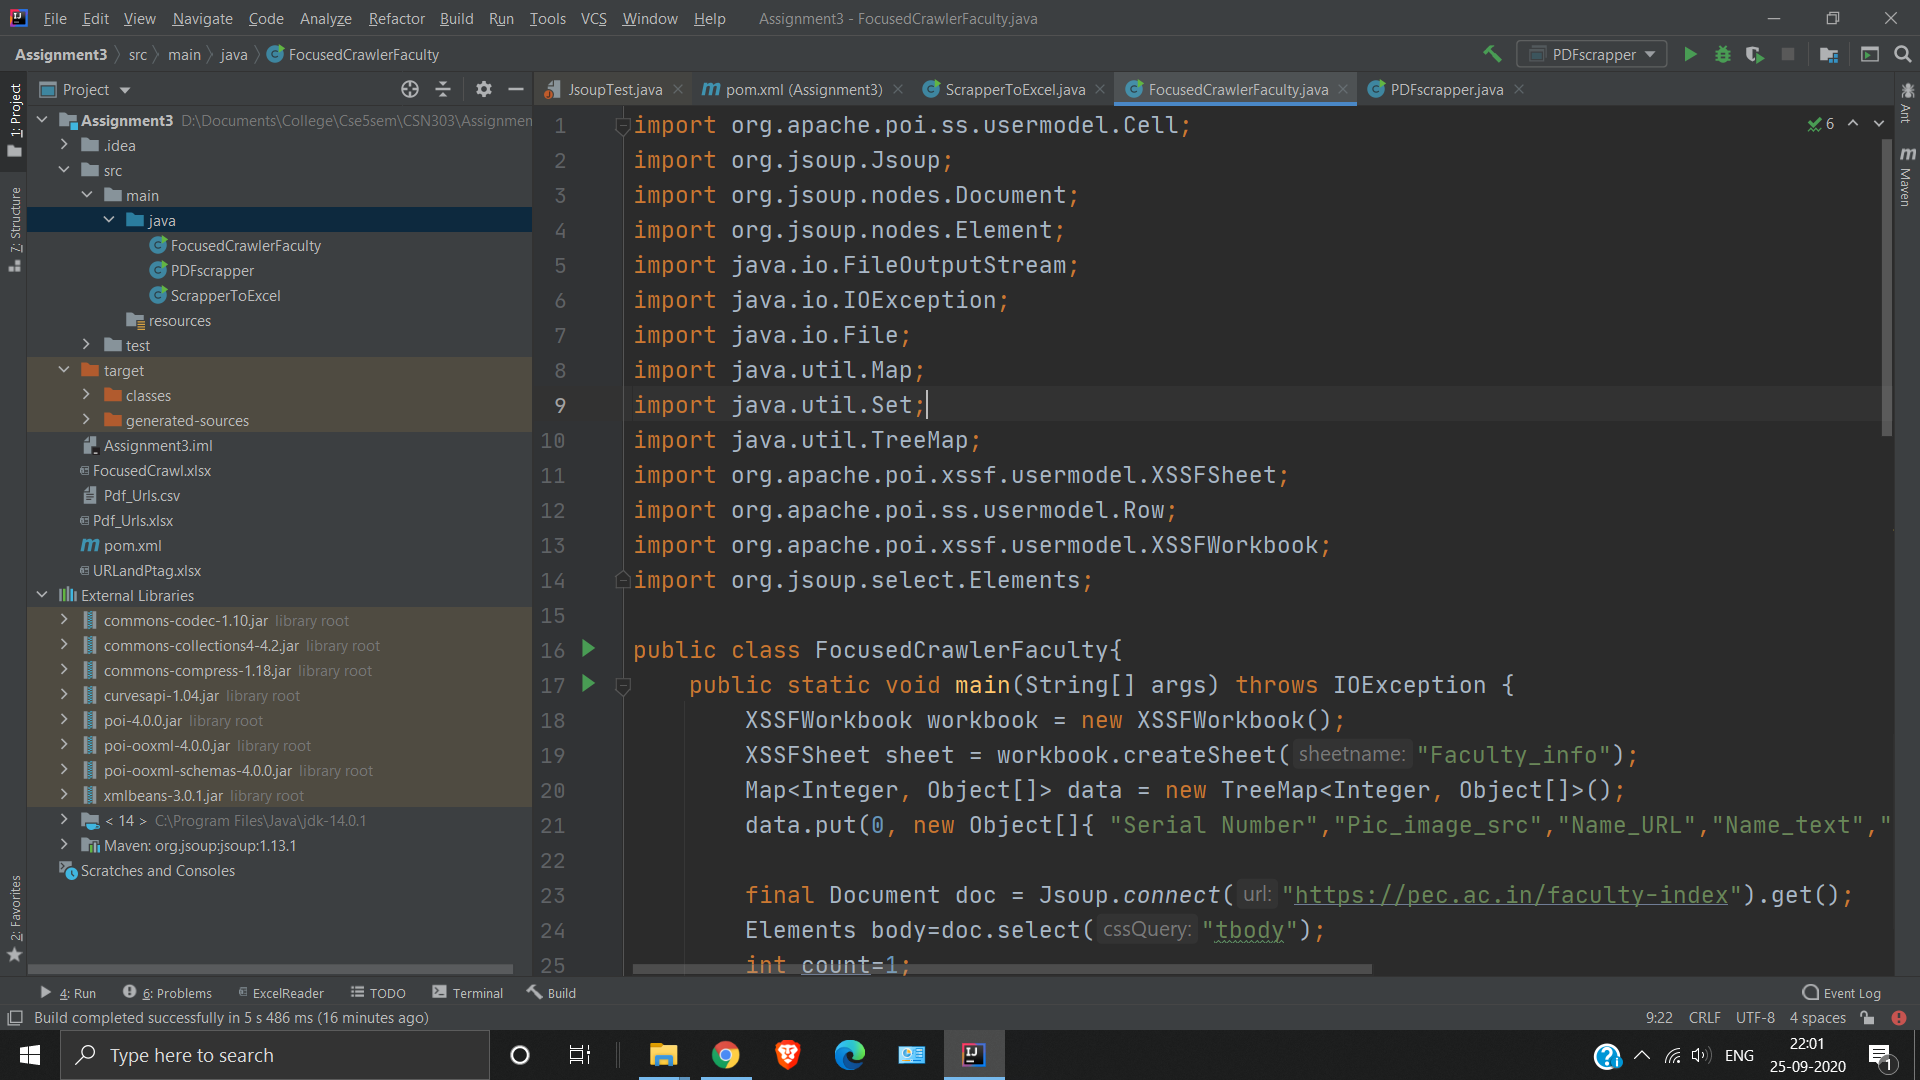 File Edit View Navigate Code Analyze Refactor Build Run Tools VCS Window Help Assignment3 - FocusedCrawlerFaculty.java
Assignment3 src main java FocusedCrawlerFaculty PDFscrapper
Project JsoupTest.java pom.xml (Assignment3) ScrapperToExcel.java FocusedCrawlerFaculty.java PDFscrapper.java
1: Project
7: Structure
2: Favorites
Assignment3 D:\Documents\College\Cse5sem\CSN303\Assignmen
.idea
src
main
java
FocusedCrawlerFaculty
PDFscrapper
ScrapperToExcel
resources
test
target
classes
generated-sources
Assignment3.iml
FocusedCrawl.xlsx
Pdf_Urls.csv
Pdf_Urls.xlsx
pom.xml
URLandPtag.xlsx
External Libraries
commons-codec-1.10.jar library root
commons-collections4-4.2.jar library root
commons-compress-1.18.jar library root
curvesapi-1.04.jar library root
poi-4.0.0.jar library root
poi-ooxml-4.0.0.jar library root
poi-ooxml-schemas-4.0.0.jar library root
xmlbeans-3.0.1.jar library root
< 14 > C:\Program Files\Java\jdk-14.0.1
Maven: org.jsoup:jsoup:1.13.1
Scratches and Consoles
1 import org.apache.poi.ss.usermodel.Cell;
2 import org.jsoup.Jsoup;
3 import org.jsoup.nodes.Document;
4 import org.jsoup.nodes.Element;
5 import java.io.FileOutputStream;
6 import java.io.IOException;
7 import java.io.File;
8 import java.util.Map;
9 import java.util.Set;
10 import java.util.TreeMap;
11 import org.apache.poi.xssf.usermodel.XSSFSheet;
12 import org.apache.poi.ss.usermodel.Row;
13 import org.apache.poi.xssf.usermodel.XSSFWorkbook;
14 import org.jsoup.select.Elements;
15
16 public class FocusedCrawlerFaculty{
17 public static void main(String[] args) throws IOException {
18 XSSFWorkbook workbook = new XSSFWorkbook();
19 XSSFSheet sheet = workbook.createSheet( sheetname: "Faculty_info");
20 Map<Integer, Object[]> data = new TreeMap<Integer, Object[]>();
21 data.put(0, new Object[]{ "Serial Number","Pic_image_src","Name_URL","Name_text","
22
23 final Document doc = Jsoup.connect( url: "https://pec.ac.in/faculty-index").get();
24 Elements body=doc.select( cssQuery: "tbody");
25 int count=1;
6
Ant
m Maven
4: Run 6: Problems ExcelReader TODO Terminal Build Event Log
Build completed successfully in 5 s 486 ms (16 minutes ago) 9:22 CRLF UTF-8 4 spaces
Type here to search ENG 22:01
25-09-2020
1